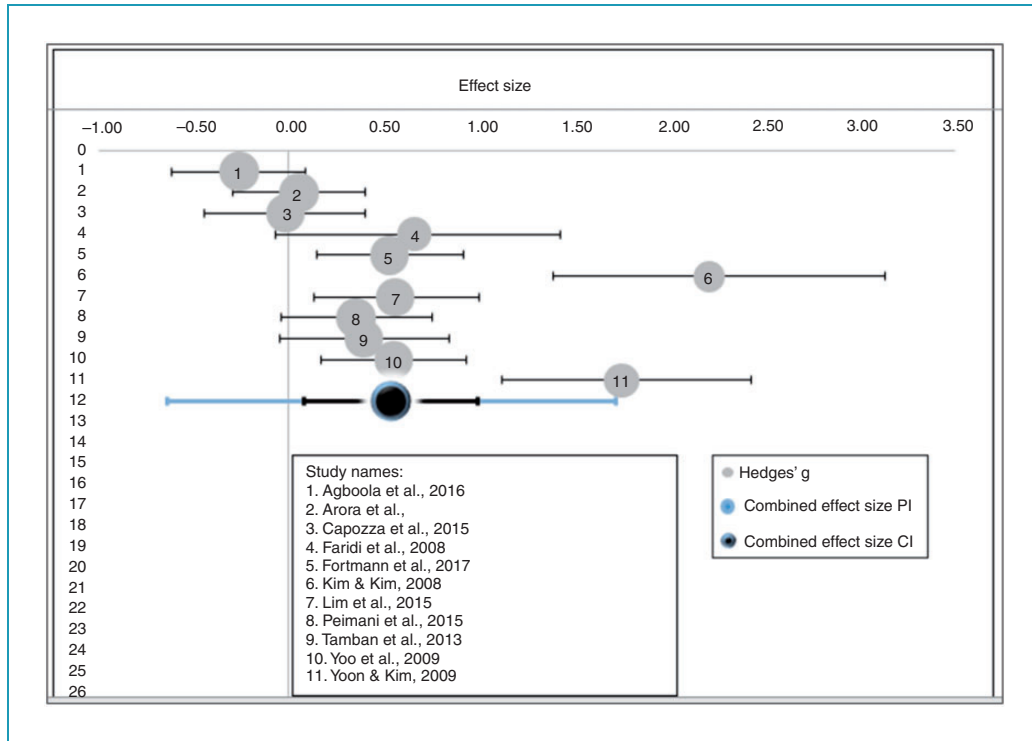 Effect size
–1.00 –0.50 0.00 0.50 1.00 1.50 2.00 2.50 3.00 3.50
0
1
2
3
4
5
6
7
8
9
10
11
12
13
14
15
16
17
18
19
20
21
22
23
24
25
26
1
2
3
4
5
6
7
8
9
10
11
Study names:
1. Agboola et al., 2016
2. Arora et al.,
3. Capozza et al., 2015
4. Faridi et al., 2008
5. Fortmann et al., 2017
6. Kim & Kim, 2008
7. Lim et al., 2015
8. Peimani et al., 2015
9. Tamban et al., 2013
10. Yoo et al., 2009
11. Yoon & Kim, 2009
Hedges' g
Combined effect size PI
Combined effect size CI